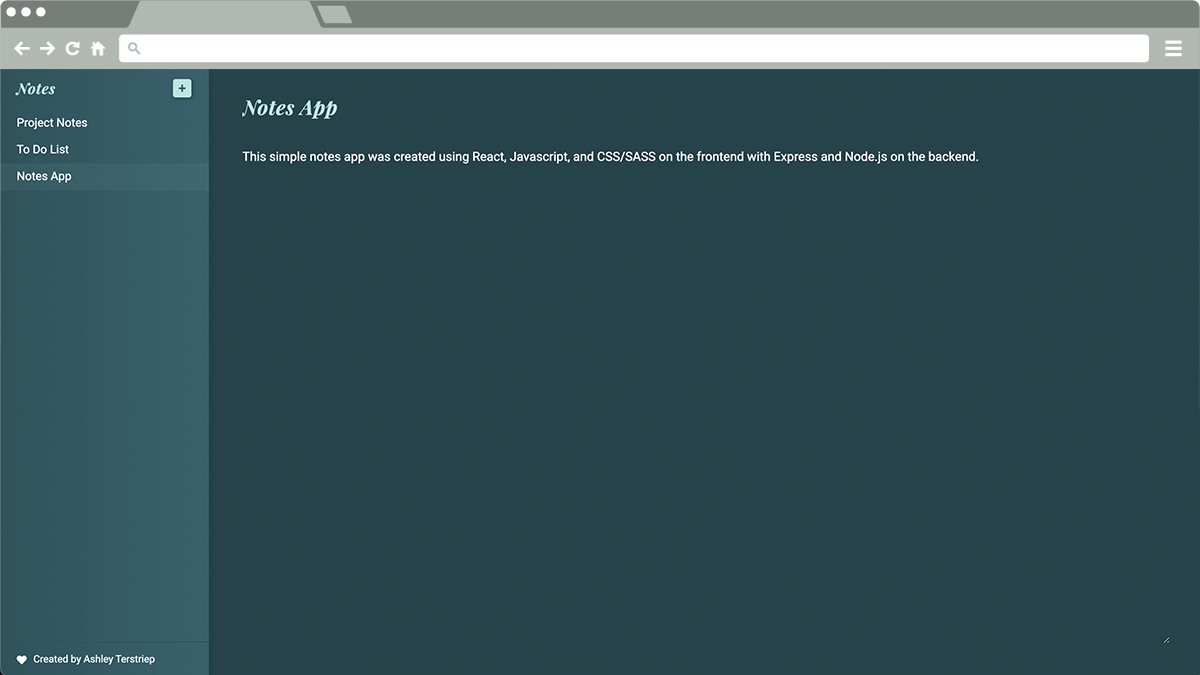 Notes
+
Project Notes
To Do List
Notes App
Created by Ashley Terstriep
Notes App
This simple notes app was created using React, Javascript, and CSS/SASS on the frontend with Express and Node.js on the backend.